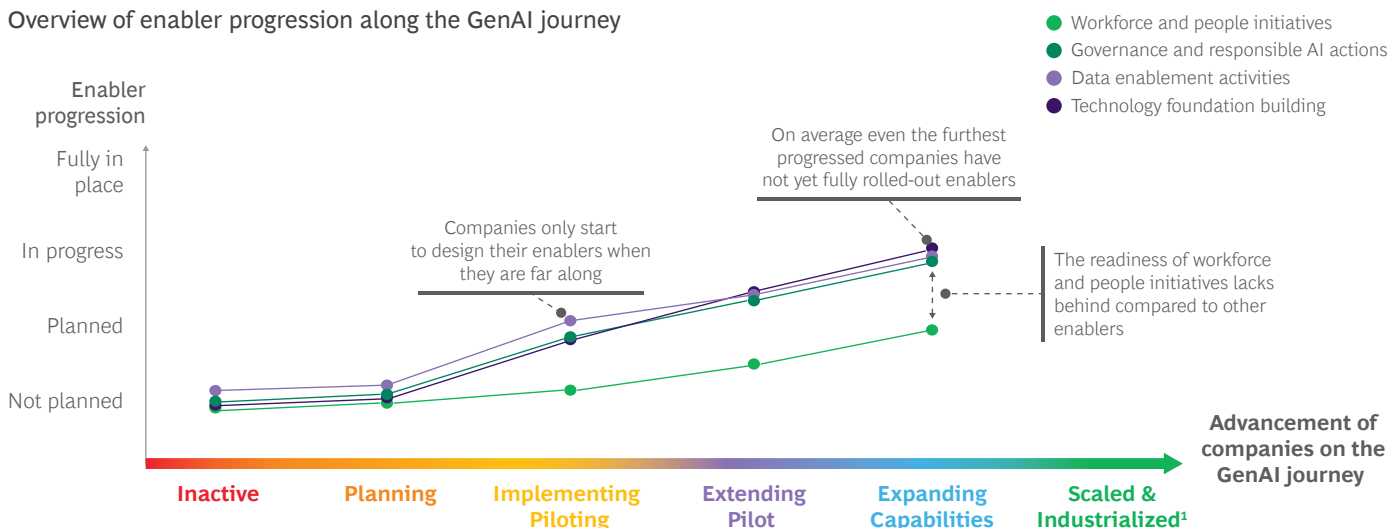 Overview of enabler progression along the GenAI journey
Workforce and people initiatives
Governance and responsible AI actions
Data enablement activities
Technology foundation building
Enabler
progression
Fully in
place
In progress
Planned
Not planned
Companies only start
to design their enablers when
they are far along
On average even the furthest
progressed companies have
not yet fully rolled-out enablers
The readiness of workforce
and people initiatives lacks
behind compared to other
enablers
Advancement of
companies on the
GenAI journey
Inactive
Planning
Implementing
Piloting
Extending
Pilot
Expanding
Capabilities
Scaled &
Industrialized¹